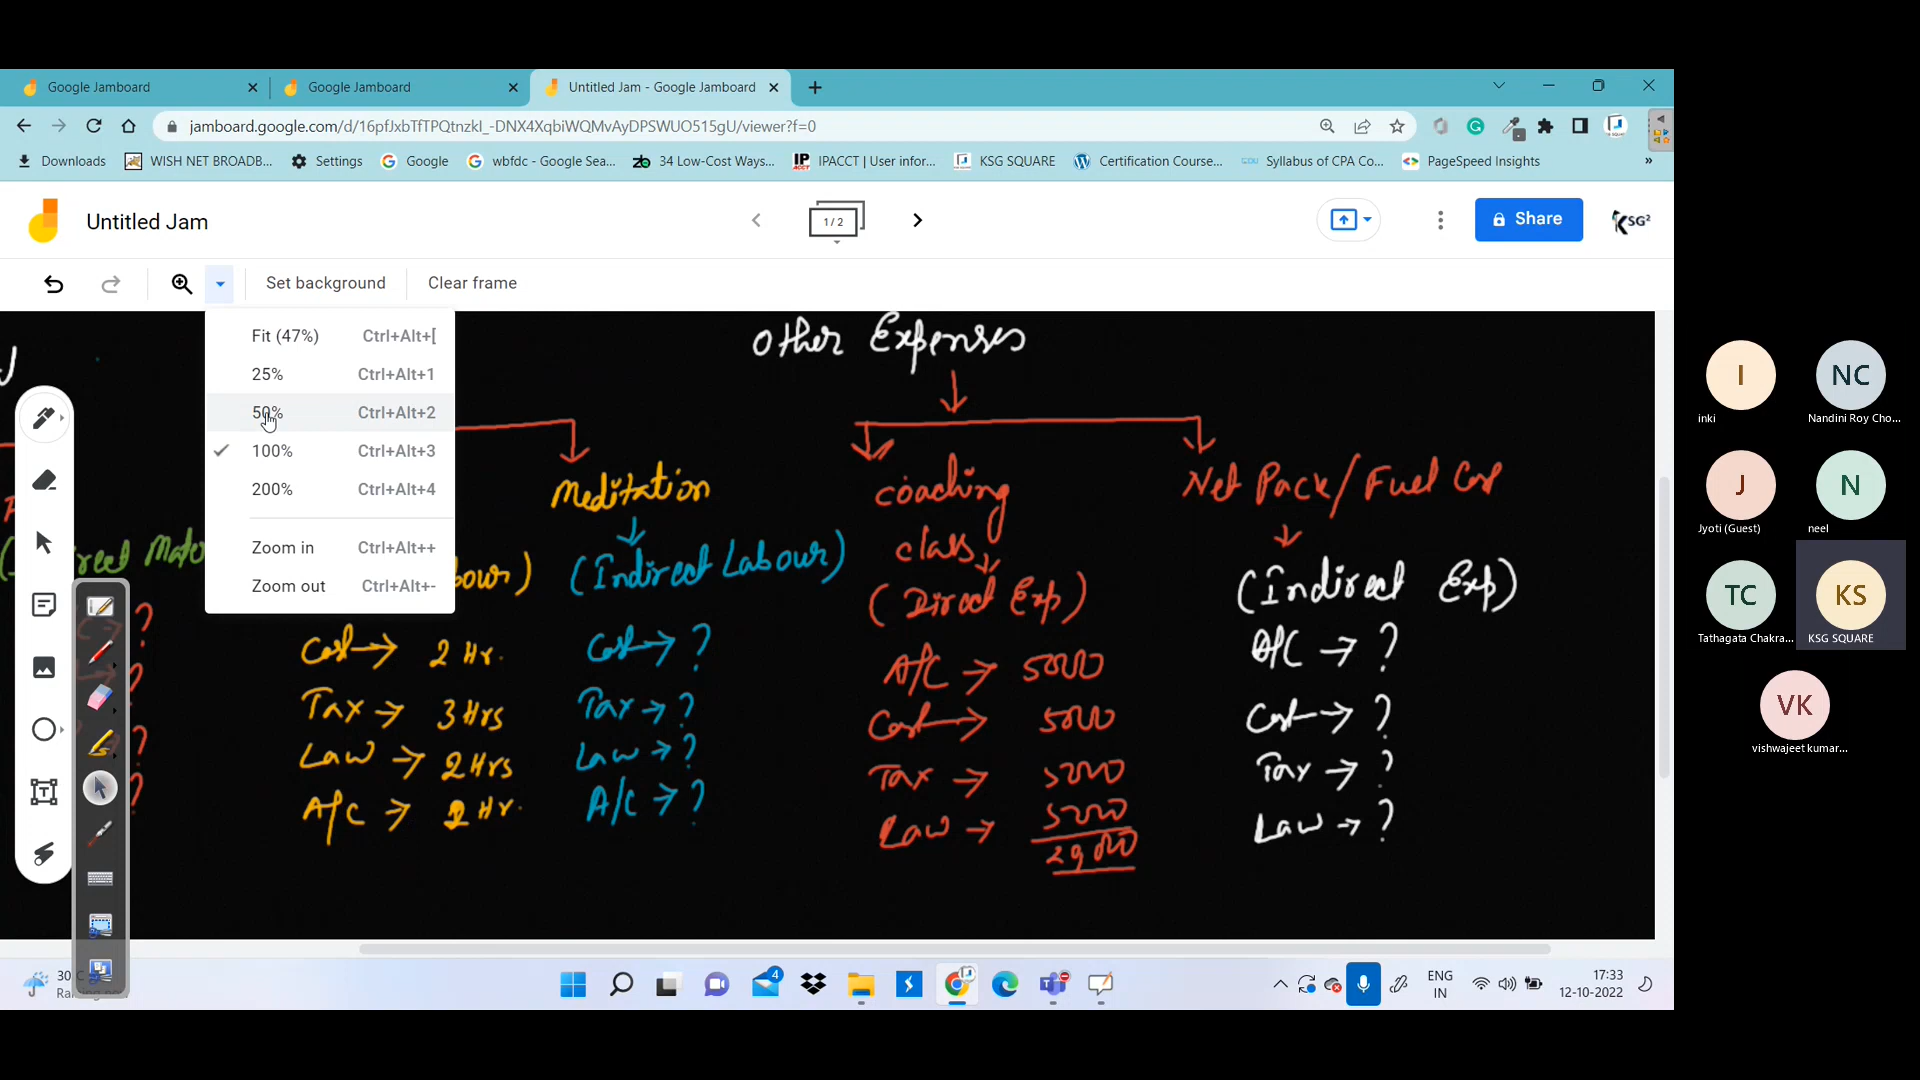 Google Jamboard
Google Jamboard
Untitled Jam - Google Jamboard
jamboard.google.com/d/16pfJxbTfTPQtnzkI_-DNX4XqbiWQMvAyDPSWUO515gU/viewer?f=0
Downloads
WISH NET BROADB...
Settings
Google
wbfdc - Google Sea...
34 Low-Cost Ways...
IPACCT | User infor...
KSG SQUARE
Certification Course...
Syllabus of CPA Co...
PageSpeed Insights
»
Untitled Jam
1 / 2
Share
KSG²
Set background
Clear frame
Fit (47%) Ctrl+Alt+[
25% Ctrl+Alt+1
50% Ctrl+Alt+2
100% Ctrl+Alt+3
200% Ctrl+Alt+4
Zoom in Ctrl+Alt++
Zoom out Ctrl+Alt+-
Other Expenses
Meditation
(Indirect Labour)
Cost → 2 Hr.
Tax → 3 Hrs
Law → 2 Hrs
A/C → 2 Hr.
Cost → ?
Tax → ?
Law → ?
A/C → ?
coaching
class
(Direct Exp)
A/C → 5000
Cost → 5000
Tax → 5000
Law → 5000
Net Pack/Fuel Cost
(Indirect Exp)
A/C → ?
Cost → ?
Tax → ?
Law → ?
I
inki
NC
Nandini Roy Cho...
J
Jyoti (Guest)
N
neel
TC
Tathagata Chakra...
KS
KSG SQUARE
VK
vishwajeet kumar...
4
ENG
IN
17:33
12-10-2022